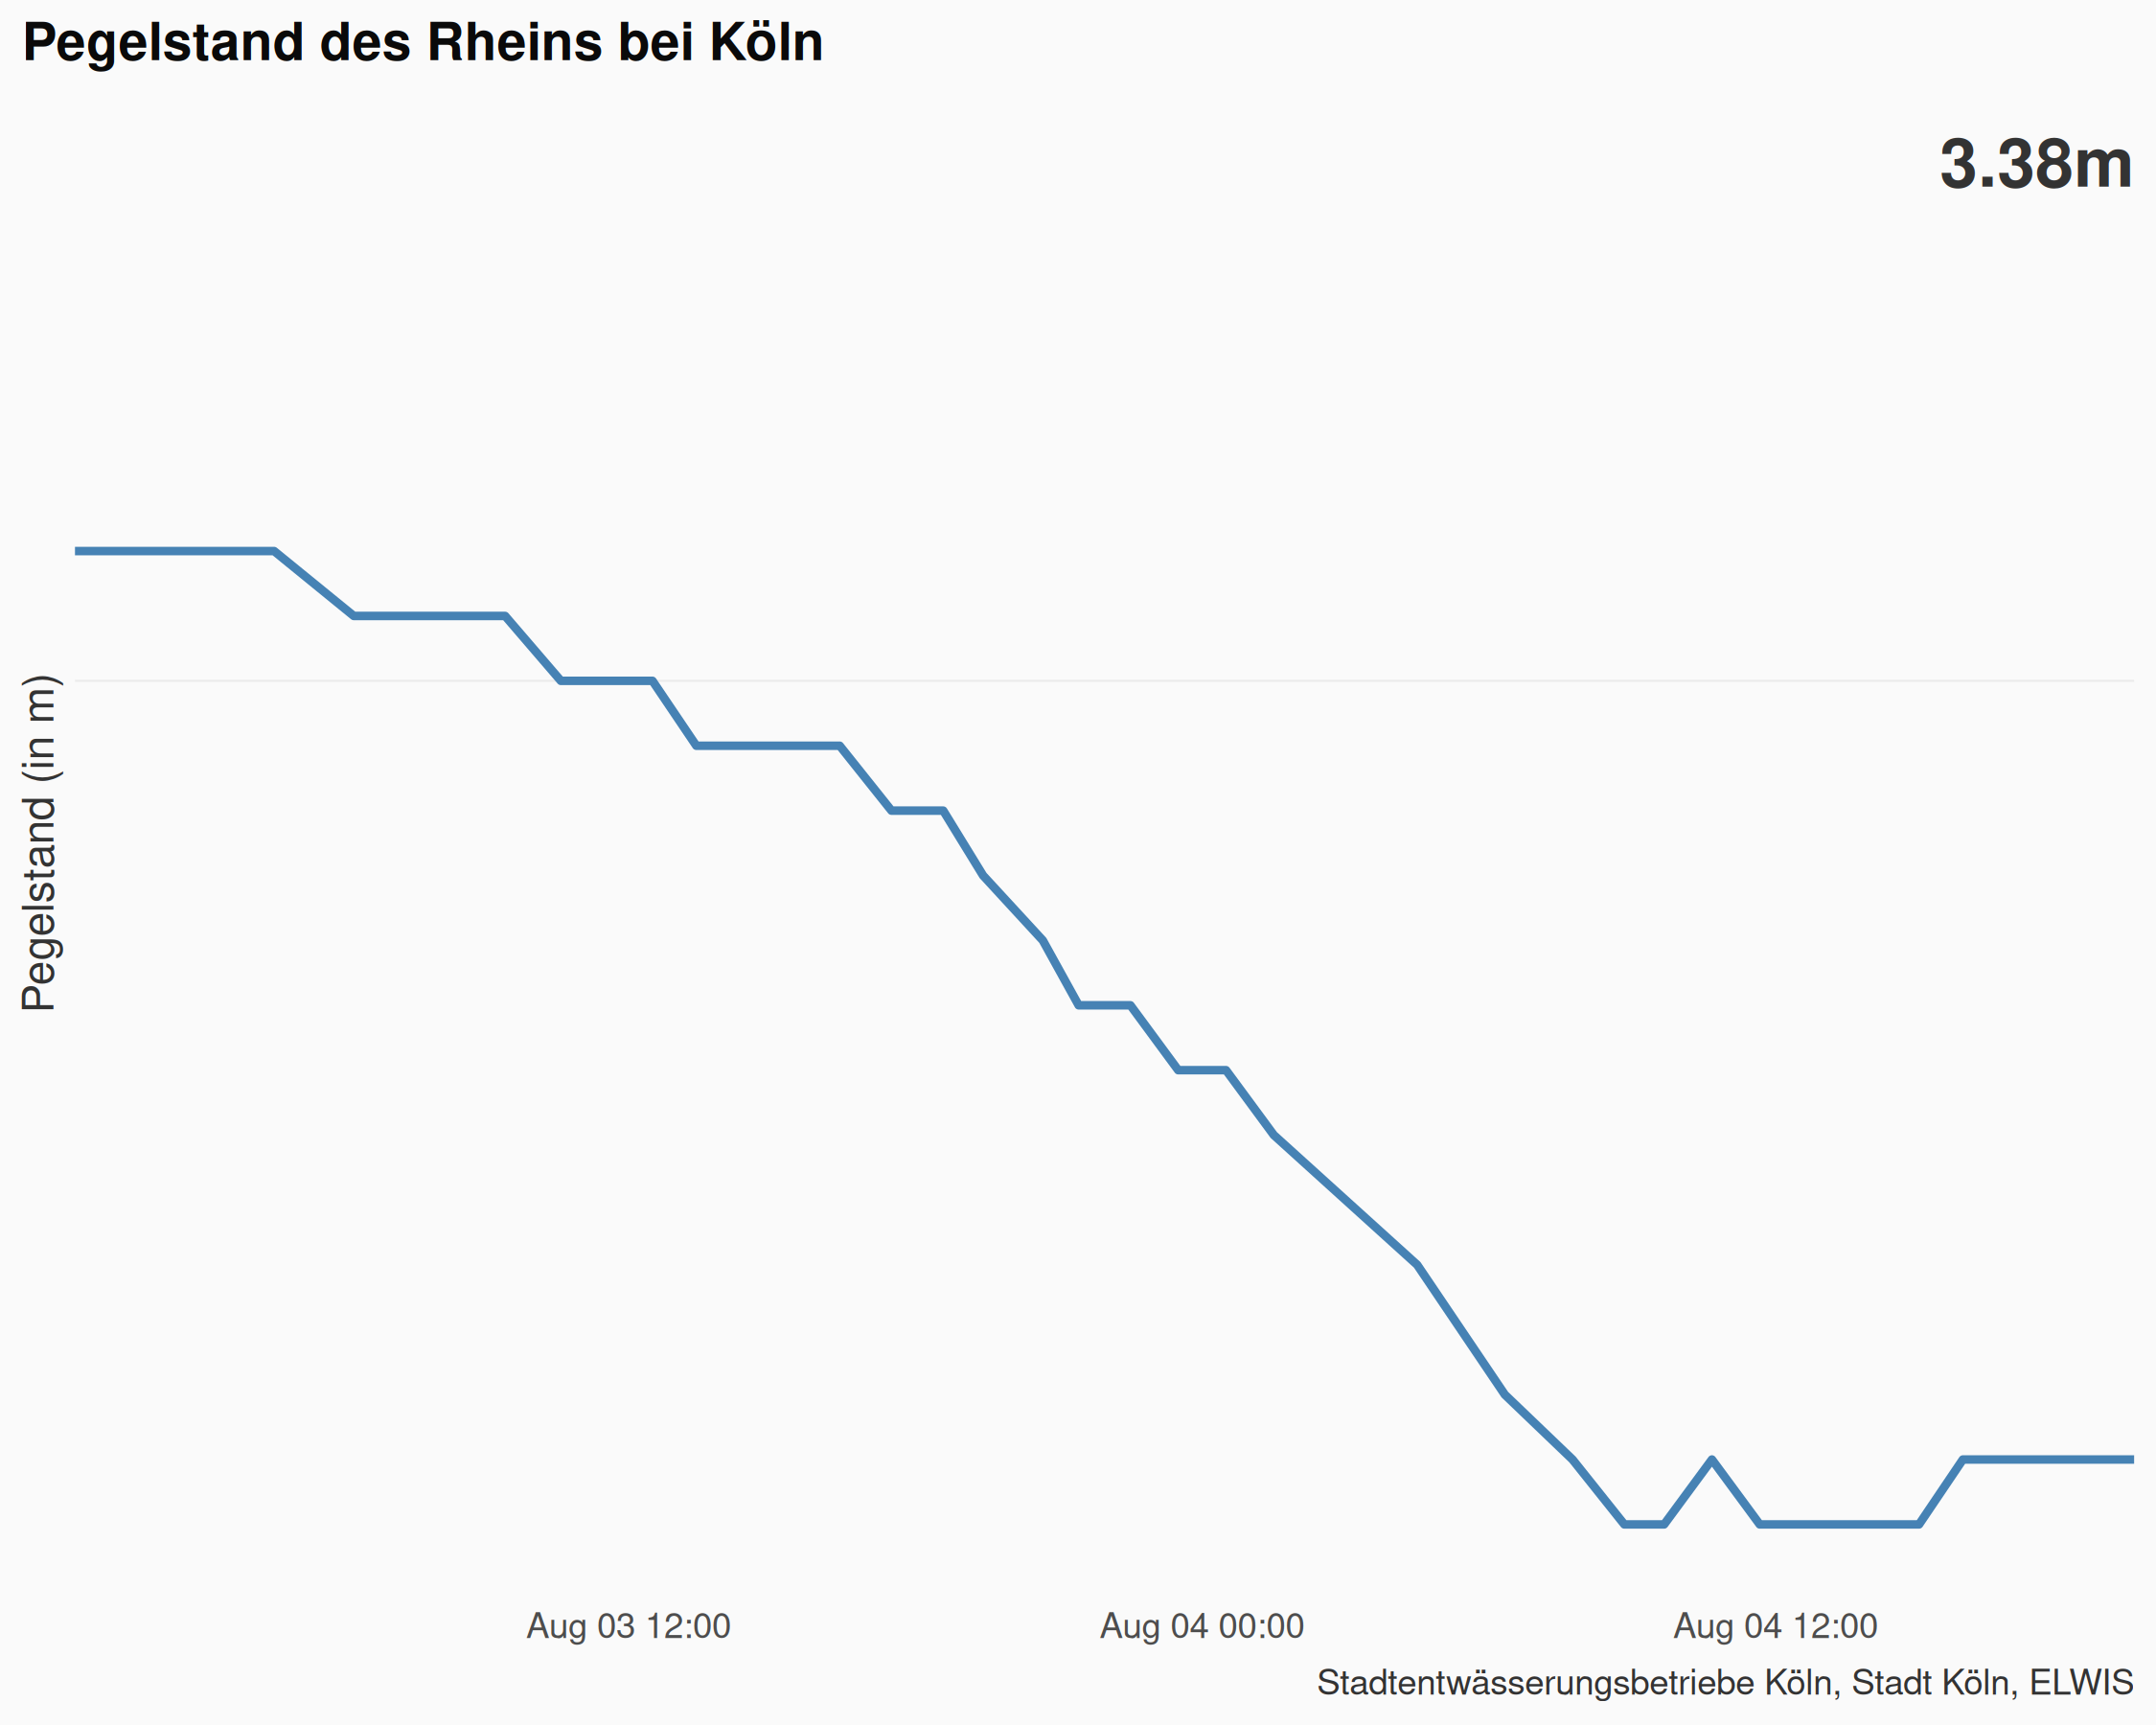 Pegelstand des Rheins bei Köln
3.38m
Pegelstand (in m)
Aug 03 12:00
Aug 04 00:00
Aug 04 12:00
Stadtentwässerungsbetriebe Köln, Stadt Köln, ELWIS